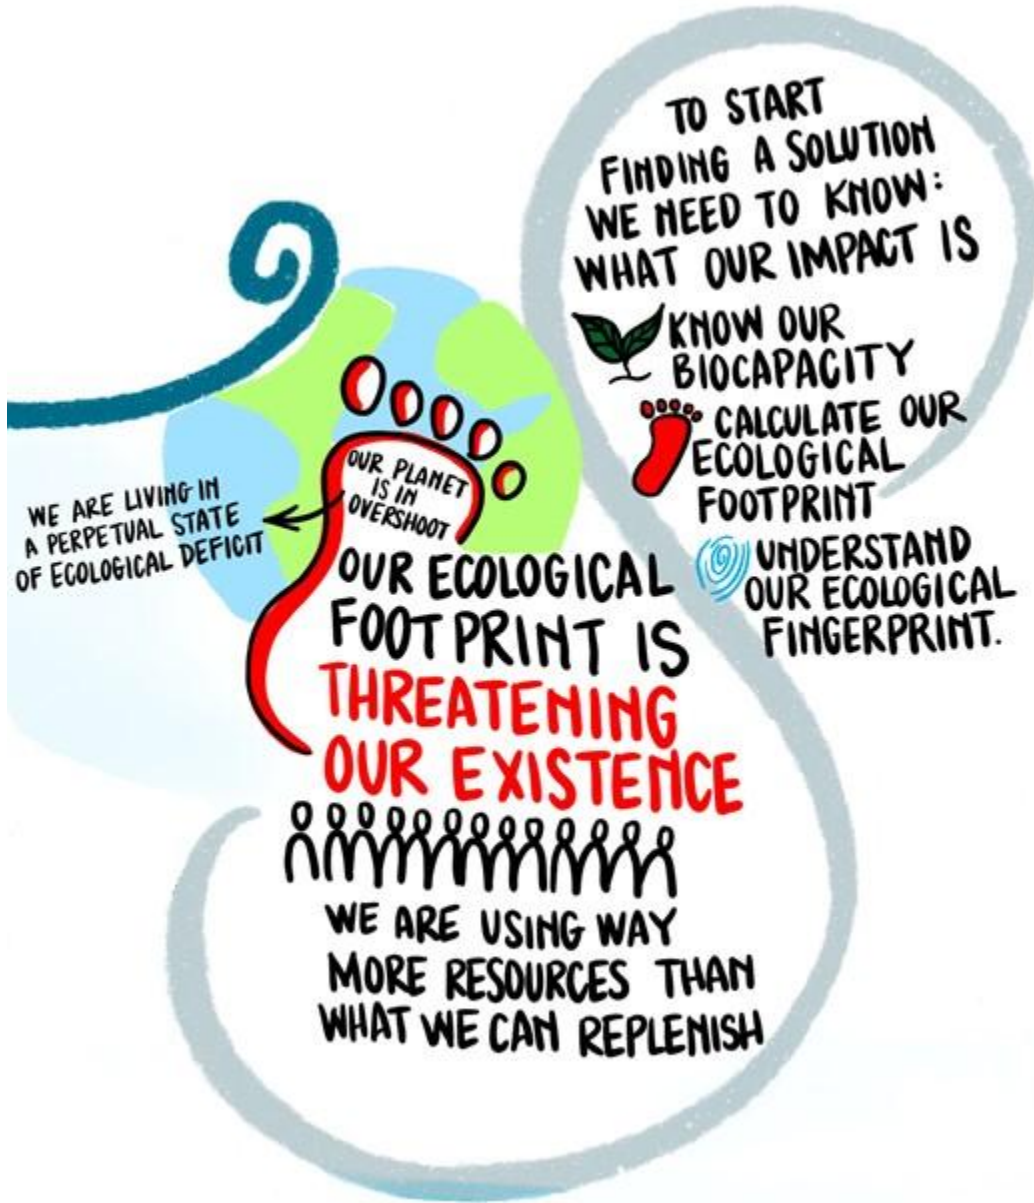 TO START
FINDING A SOLUTION
WE NEED TO KNOW:
WHAT OUR IMPACT IS
KNOW OUR
BIOCAPACITY
CALCULATE OUR
ECOLOGICAL
FOOTPRINT
UNDERSTAND
OUR ECOLOGICAL
FINGERPRINT.
OUR PLANET
IS IN
OVERSHOOT
WE ARE LIVING IN
A PERPETUAL STATE
OF ECOLOGICAL DEFICIT
OUR ECOLOGICAL
FOOTPRINT IS
THREATENING
OUR EXISTENCE
WE ARE USING WAY
MORE RESOURCES THAN
WHAT WE CAN REPLENISH